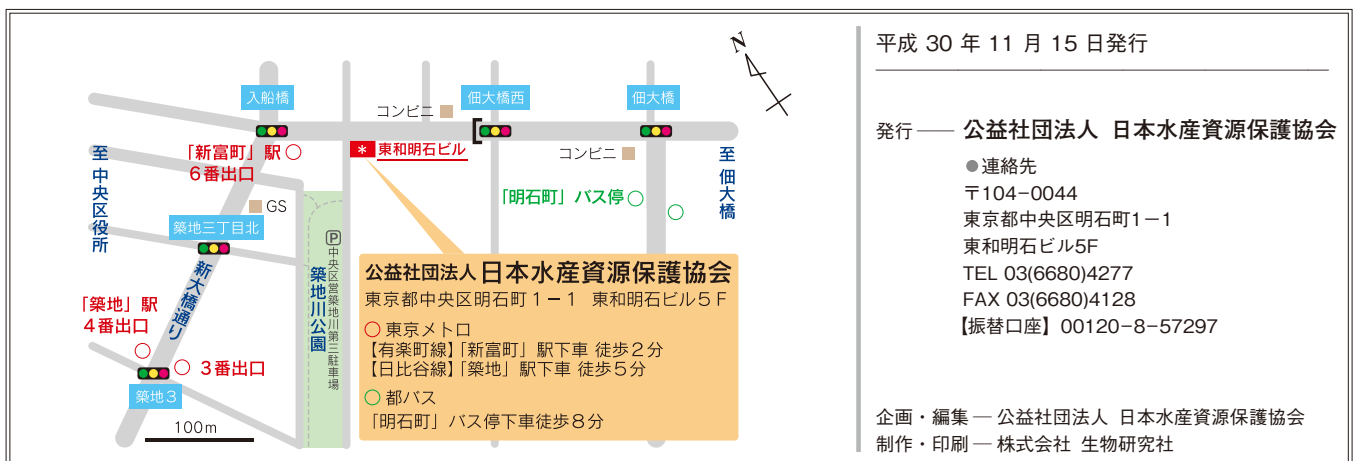 入船橋
コンビニ
佃大橋西
佃大橋
N
「新富町」駅
6番出口
* 東和明石ビル
コンビニ
至 中央区役所
至 佃大橋
「明石町」バス停
GS
築地三丁目北
新大橋通り
築地川公園
P 中央区営築地川第三駐車場
「築地」駅
4番出口
3番出口
築地3
100m
公益社団法人 日本水産資源保護協会
東京都中央区明石町1-1 東和明石ビル5F
東京メトロ
【有楽町線】「新富町」駅下車 徒歩2分
【日比谷線】「築地」駅下車 徒歩5分
都バス
「明石町」バス停下車徒歩8分
平成 30 年 11 月 15 日発行
発行 — 公益社団法人 日本水産資源保護協会
●連絡先
〒104-0044
東京都中央区明石町1-1
東和明石ビル5F
TEL 03(6680)4277
FAX 03(6680)4128
【振替口座】00120-8-57297
企画・編集 — 公益社団法人 日本水産資源保護協会
制作・印刷 — 株式会社 生物研究社